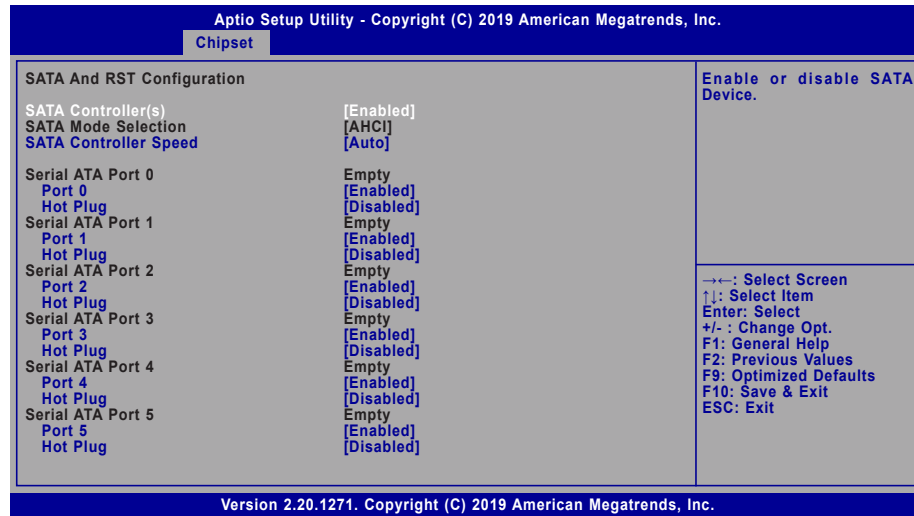 Aptio Setup Utility - Copyright (C) 2019 American Megatrends, Inc.
Chipset
SATA And RST Configuration
SATA Controller(s) [Enabled]
SATA Mode Selection [AHCI]
SATA Controller Speed [Auto]
Serial ATA Port 0 Empty
Port 0 [Enabled]
Hot Plug [Disabled]
Serial ATA Port 1 Empty
Port 1 [Enabled]
Hot Plug [Disabled]
Serial ATA Port 2 Empty
Port 2 [Enabled]
Hot Plug [Disabled]
Serial ATA Port 3 Empty
Port 3 [Enabled]
Hot Plug [Disabled]
Serial ATA Port 4 Empty
Port 4 [Enabled]
Hot Plug [Disabled]
Serial ATA Port 5 Empty
Port 5 [Enabled]
Hot Plug [Disabled]
Enable or disable SATA
Device.
→←: Select Screen
↑↓: Select Item
Enter: Select
+/- : Change Opt.
F1: General Help
F2: Previous Values
F9: Optimized Defaults
F10: Save & Exit
ESC: Exit
Version 2.20.1271. Copyright (C) 2019 American Megatrends, Inc.